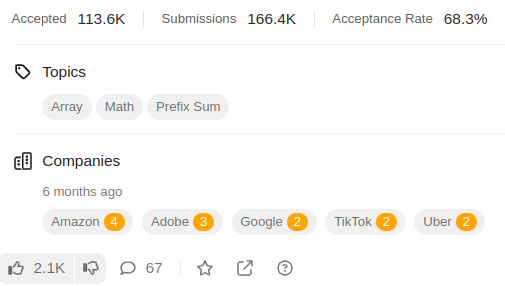 Accepted 113.6K Submissions 166.4K Acceptance Rate 68.3%
Topics
Array Math Prefix Sum
Companies
6 months ago
Amazon 4 Adobe 3 Google 2 TikTok 2 Uber 2
2.1K 67